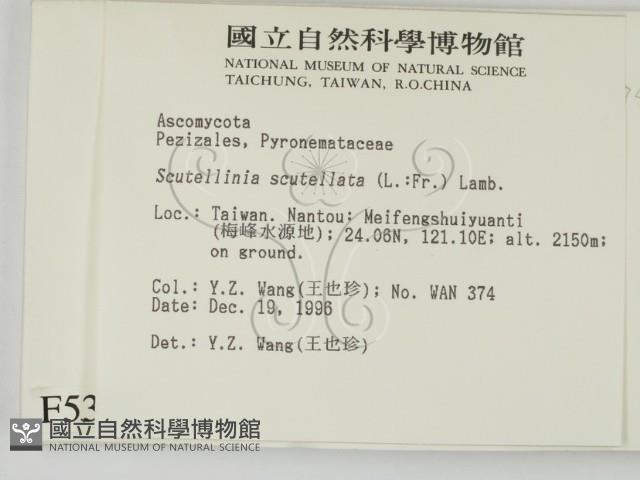 國立自然科學博物館
NATIONAL MUSEUM OF NATURAL SCIENCE
TAICHUNG, TAIWAN, R.O.CHINA
Ascomycota
Pezizales, Pyronemataceae
Scutellinia scutellata (L.:Fr.) Lamb.
Loc.: Taiwan. Nantou: Meifengshuiyuanti
(梅峰水源地); 24.06N, 121.10E; alt. 2150m;
on ground.
Col.: Y.Z. Wang(王也珍); No. WAN 374
Date: Dec. 19, 1996
Det.: Y.Z. Wang(王也珍)
F53
國立自然科學博物館
NATIONAL MUSEUM OF NATURAL SCIENCE